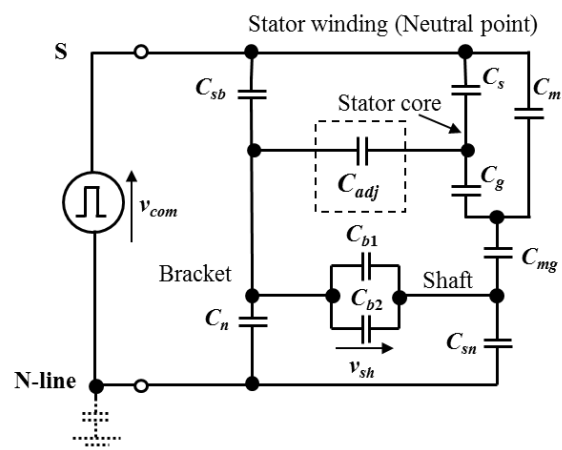 Stator winding (Neutral point)
S
C_sb
C_s
C_m
Stator core
C_adj
C_g
v_com
C_b1
Bracket
C_b2
Shaft
C_mg
C_n
v_sh
C_sn
N-line